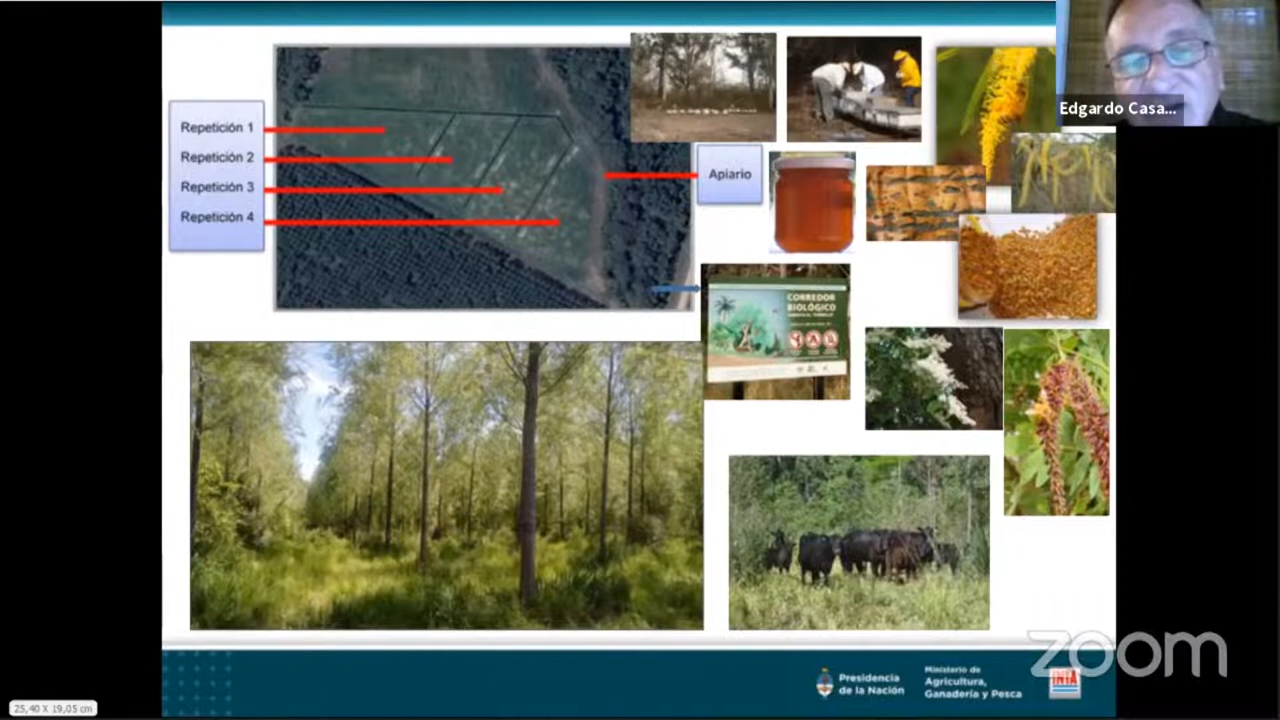 Repetición 1
Repetición 2
Repetición 3
Repetición 4
Apiario
Edgardo Casa...
CORREDOR
BIOLÓGICO
Presidencia
de la Nación
Ministerio de
Agricultura,
Ganadería y Pesca
INTA
zoom
25,40 X 19,05 cm